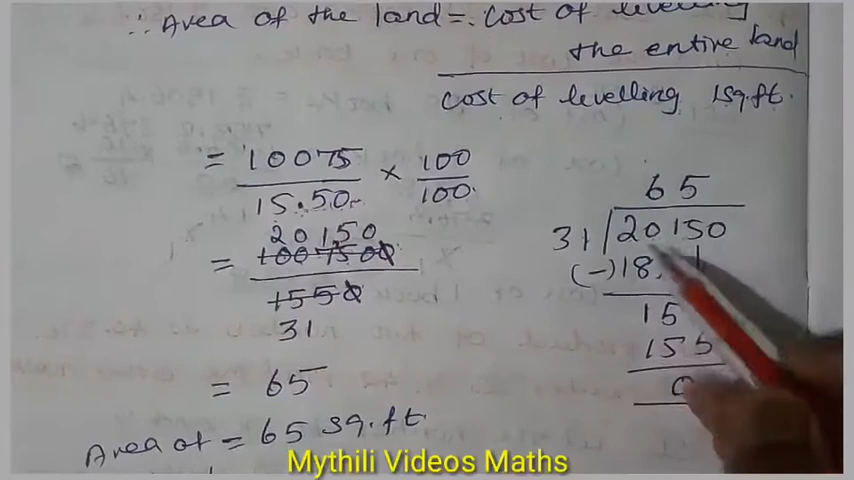 ∴ Area of the land = cost of levelling
the entire land
cost of levelling 1 sq.ft.
= 10075 / 15.50 × 100 / 100
20150
= 1007500 / 1550
31
= 65
Area of = 65 sq.ft.
65
31 ) 20150
(-) 18
15
155
0
Mythili Videos Maths